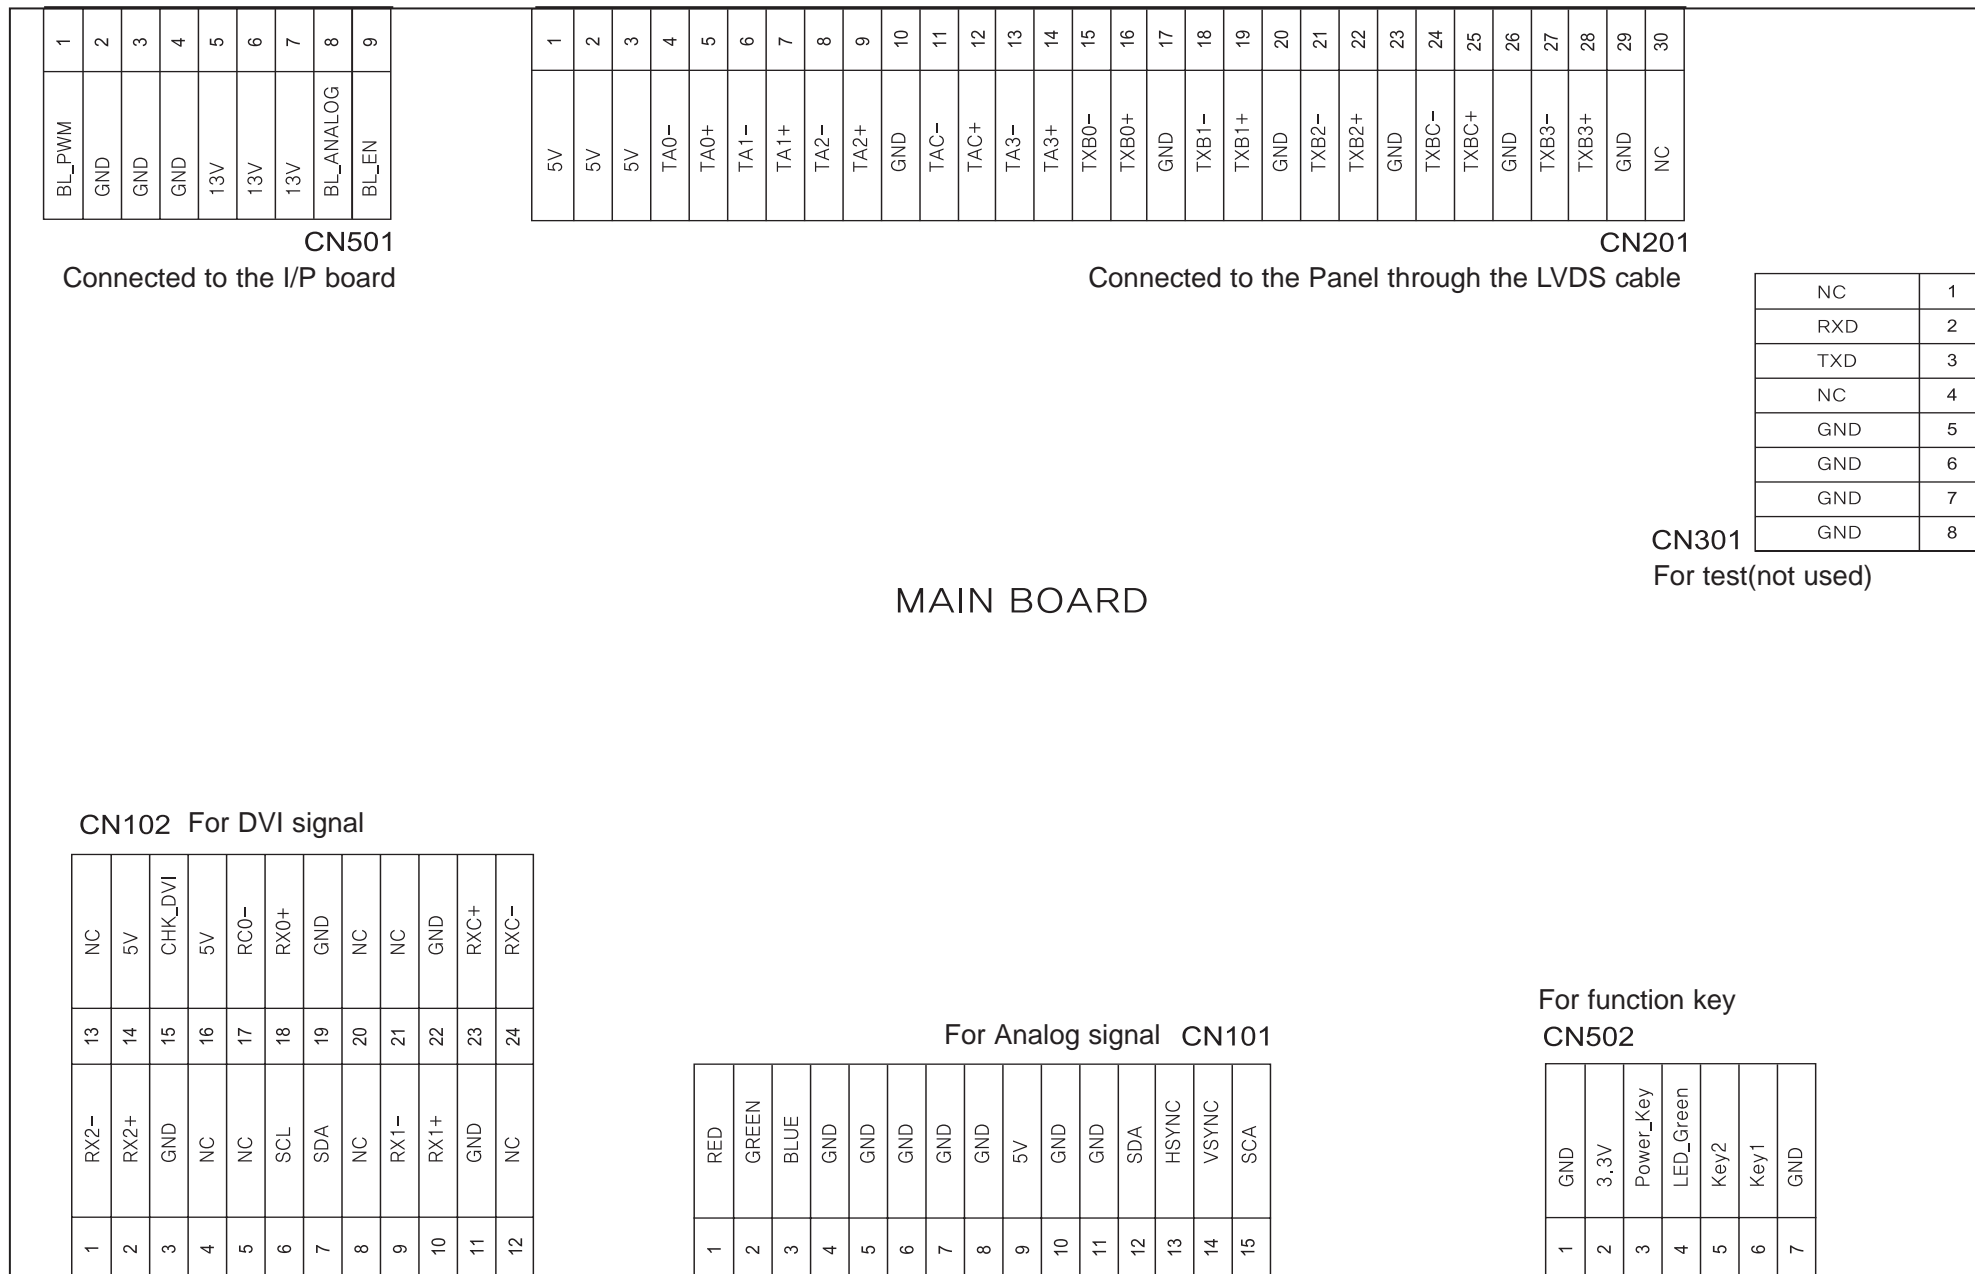 1 2 3 4 5 6 7 8 9
BL_PWM GND GND GND 13V 13V 13V BL_ANALOG BL_EN
CN501
Connected to the I/P board
1 2 3 4 5 6 7 8 9 10 11 12 13 14 15 16 17 18 19 20 21 22 23 24 25 26 27 28 29 30
5V 5V 5V TA0- TA0+ TA1- TA1+ TA2- TA2+ GND TAC- TAC+ TA3- TA3+ TXB0- TXB0+ GND TXB1- TXB1+ GND TXB2- TXB2+ GND TXBC- TXBC+ GND TXB3- TXB3+ GND NC
CN201
Connected to the Panel through the LVDS cable
NC 1
RXD 2
TXD 3
NC 4
GND 5
GND 6
GND 7
GND 8
CN301
For test(not used)
MAIN BOARD
CN102 For DVI signal
NC 5V CHK_DVI 5V RC0- RX0+ GND NC NC GND RXC+ RXC-
13 14 15 16 17 18 19 20 21 22 23 24
RX2- RX2+ GND NC NC SCL SDA NC RX1- RX1+ GND NC
1 2 3 4 5 6 7 8 9 10 11 12
For Analog signal CN101
RED GREEN BLUE GND GND GND GND GND 5V GND GND SDA HSYNC VSYNC SCA
1 2 3 4 5 6 7 8 9 10 11 12 13 14 15
For function key
CN502
GND 3.3V Power_Key LED_Green Key2 Key1 GND
1 2 3 4 5 6 7